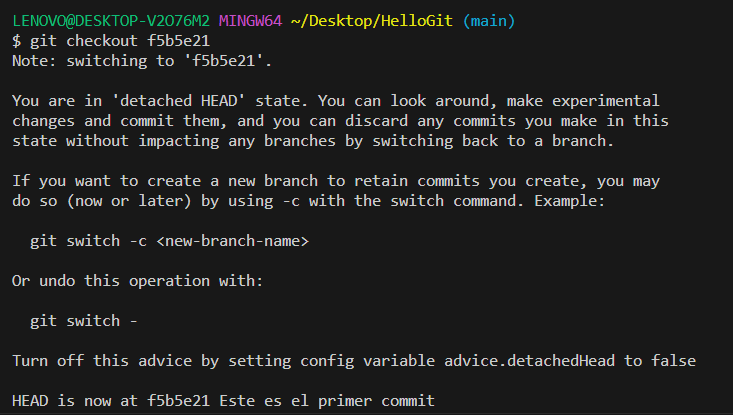 LENOVO@DESKTOP-V2O76M2 MINGW64 ~/Desktop/HelloGit (main)
$ git checkout f5b5e21
Note: switching to 'f5b5e21'.

You are in 'detached HEAD' state. You can look around, make experimental
changes and commit them, and you can discard any commits you make in this
state without impacting any branches by switching back to a branch.

If you want to create a new branch to retain commits you create, you may
do so (now or later) by using -c with the switch command. Example:

  git switch -c <new-branch-name>

Or undo this operation with:

  git switch -

Turn off this advice by setting config variable advice.detachedHead to false

HEAD is now at f5b5e21 Este es el primer commit